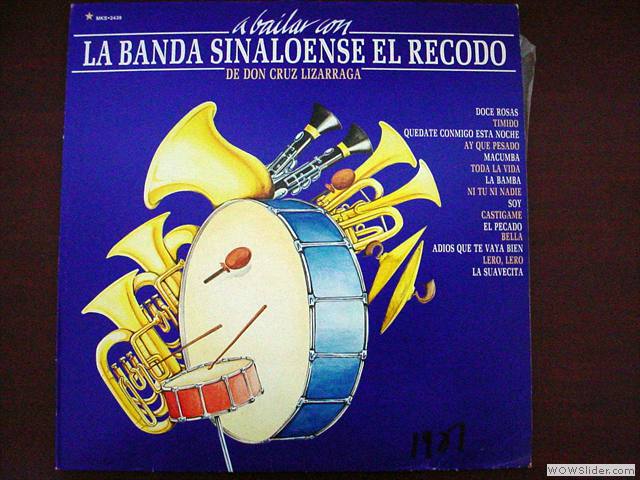 ★ MKS•2439
a bailar con
LA BANDA SINALOENSE EL RECODO
DE DON CRUZ LIZARRAGA
DOCE ROSAS
TIMIDO
QUEDATE CONMIGO ESTA NOCHE
AY QUE PESADO
MACUMBA
TODA LA VIDA
LA BAMBA
NI TU NI NADIE
SOY
CASTIGAME
EL PECADO
BELLA
ADIOS QUE TE VAYA BIEN
LERO, LERO
LA SUAVECITA
1987
WOWSlider.com